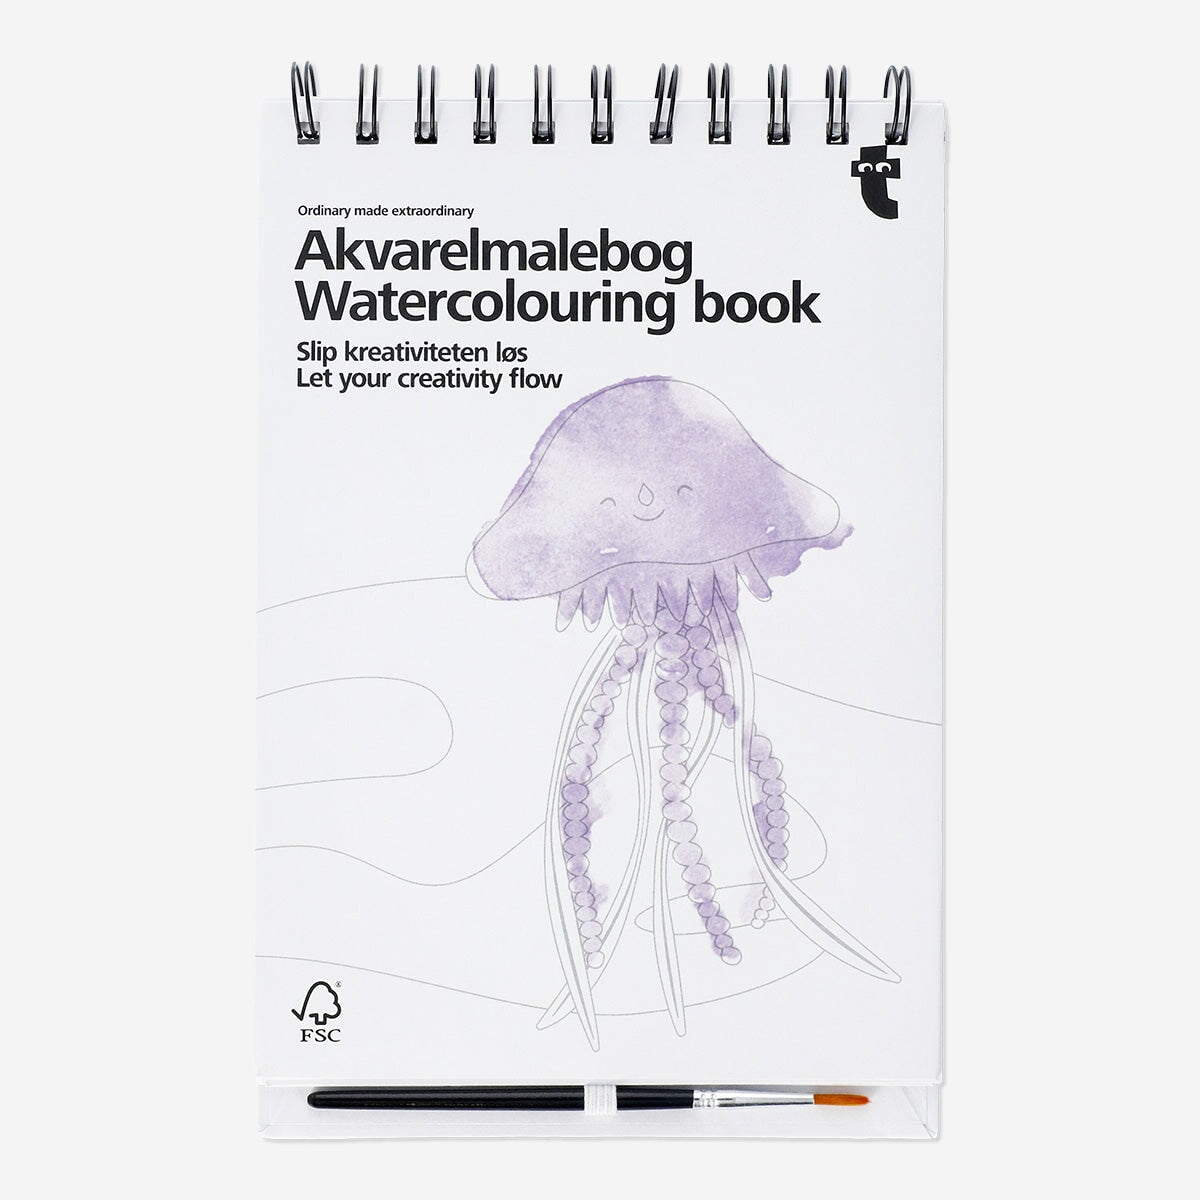 Ordinary made extraordinary
Akvarelmalebog
Watercolouring book
Slip kreativiteten løs
Let your creativity flow
t
®
FSC